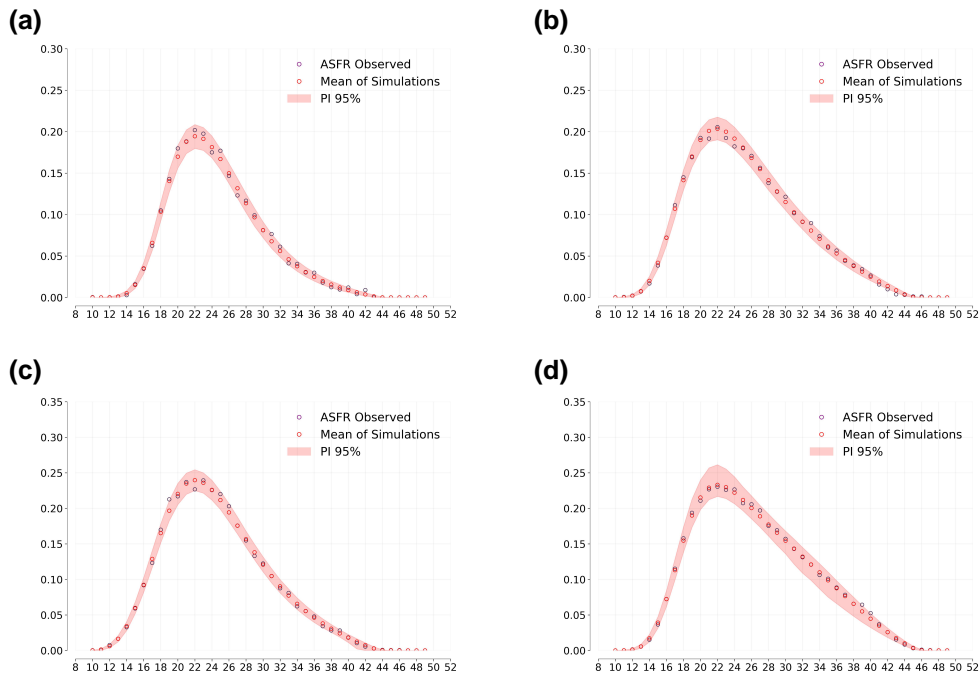 (a)
(b)
0.30
ASFR Observed
Mean of Simulations
PI 95%
0.25
0.20
0.15
0.10
0.05
0.00
8 10 12 14 16 18 20 22 24 26 28 30 32 34 36 38 40 42 44 46 48 50 52
0.30
ASFR Observed
Mean of Simulations
PI 95%
0.25
0.20
0.15
0.10
0.05
0.00
8 10 12 14 16 18 20 22 24 26 28 30 32 34 36 38 40 42 44 46 48 50 52
(c)
(d)
0.35
ASFR Observed
Mean of Simulations
PI 95%
0.30
0.25
0.20
0.15
0.10
0.05
0.00
8 10 12 14 16 18 20 22 24 26 28 30 32 34 36 38 40 42 44 46 48 50 52
0.35
ASFR Observed
Mean of Simulations
PI 95%
0.30
0.25
0.20
0.15
0.10
0.05
0.00
8 10 12 14 16 18 20 22 24 26 28 30 32 34 36 38 40 42 44 46 48 50 52